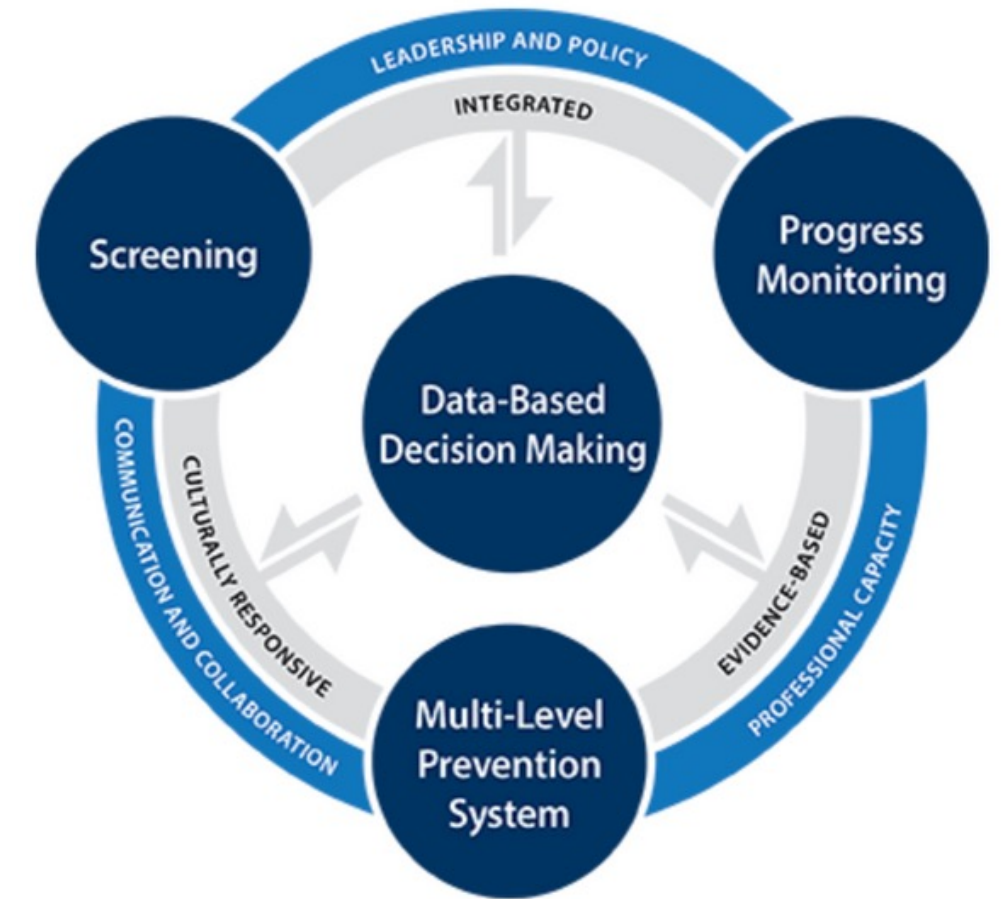 LEADERSHIP AND POLICY
INTEGRATED
Screening
Progress
Monitoring
Data-Based
Decision Making
COMMUNICATION AND COLLABORATION
CULTURALLY RESPONSIVE
EVIDENCE-BASED
PROFESSIONAL CAPACITY
Multi-Level
Prevention
System